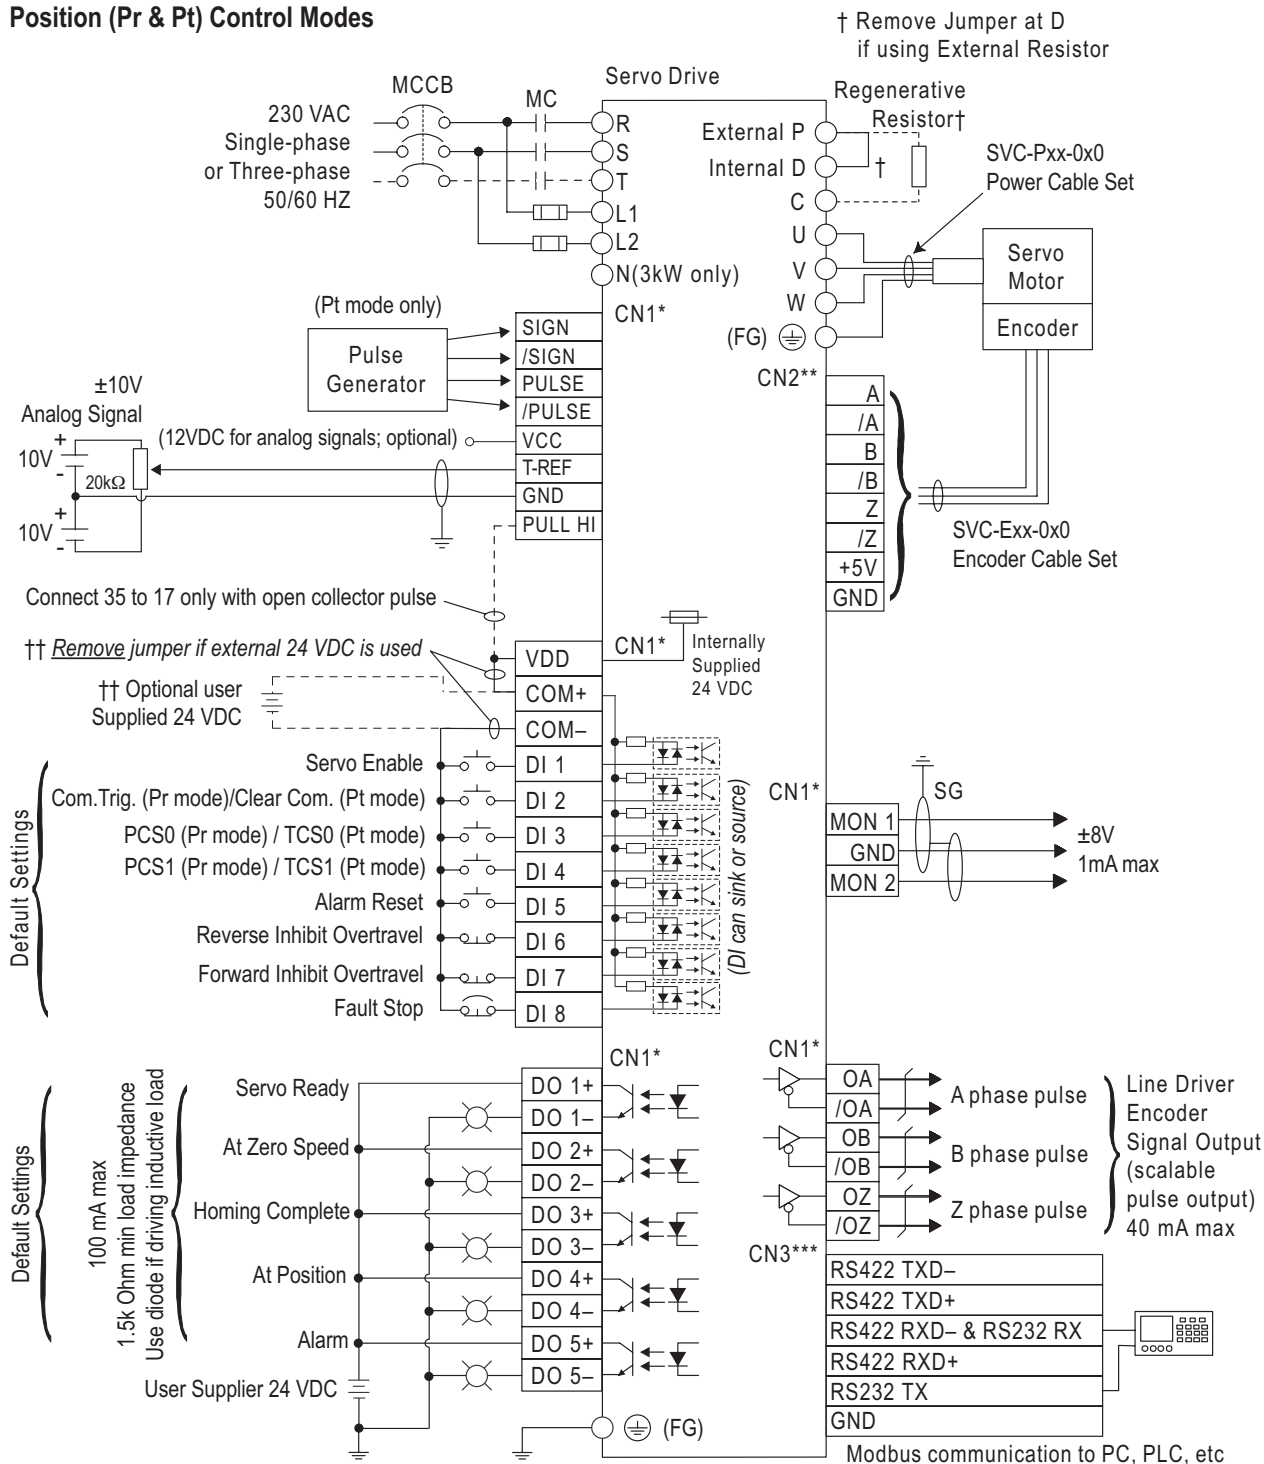 Position (Pr & Pt) Control Modes
† Remove Jumper at D
if using External Resistor
Servo Drive
MCCB
MC
230 VAC
Single-phase
or Three-phase
50/60 HZ
R
S
T
L1
L2
N(3kW only)
Regenerative
Resistor†
External P
Internal D
†
C
U
V
W
(FG)
SVC-Pxx-0x0
Power Cable Set
Servo
Motor
Encoder
(Pt mode only)
Pulse
Generator
CN1*
SIGN
/SIGN
PULSE
/PULSE
VCC
T-REF
GND
PULL HI
±10V
Analog Signal
(12VDC for analog signals; optional)
+
10V
-
20kΩ
+
10V
-
CN2**
A
/A
B
/B
Z
/Z
+5V
GND
SVC-Exx-0x0
Encoder Cable Set
Connect 35 to 17 only with open collector pulse
†† Remove jumper if external 24 VDC is used
†† Optional user
Supplied 24 VDC
CN1*
Internally
Supplied
24 VDC
VDD
COM+
COM–
Default Settings
Servo Enable
DI 1
Com.Trig. (Pr mode)/Clear Com. (Pt mode)
DI 2
PCS0 (Pr mode) / TCS0 (Pt mode)
DI 3
PCS1 (Pr mode) / TCS1 (Pt mode)
DI 4
Alarm Reset
DI 5
Reverse Inhibit Overtravel
DI 6
Forward Inhibit Overtravel
DI 7
Fault Stop
DI 8
(DI can sink or source)
CN1*
SG
MON 1
GND
MON 2
±8V
1mA max
Default Settings
100 mA max
1.5k Ohm min load impedance
Use diode if driving inductive load
CN1*
Servo Ready
DO 1+
DO 1–
At Zero Speed
DO 2+
DO 2–
Homing Complete
DO 3+
DO 3–
At Position
DO 4+
DO 4–
Alarm
DO 5+
DO 5–
User Supplier 24 VDC
(FG)
CN1*
OA
/OA
OB
/OB
OZ
/OZ
A phase pulse
B phase pulse
Z phase pulse
Line Driver
Encoder
Signal Output
(scalable
pulse output)
40 mA max
CN3***
RS422 TXD–
RS422 TXD+
RS422 RXD– & RS232 RX
RS422 RXD+
RS232 TX
GND
Modbus communication to PC, PLC, etc